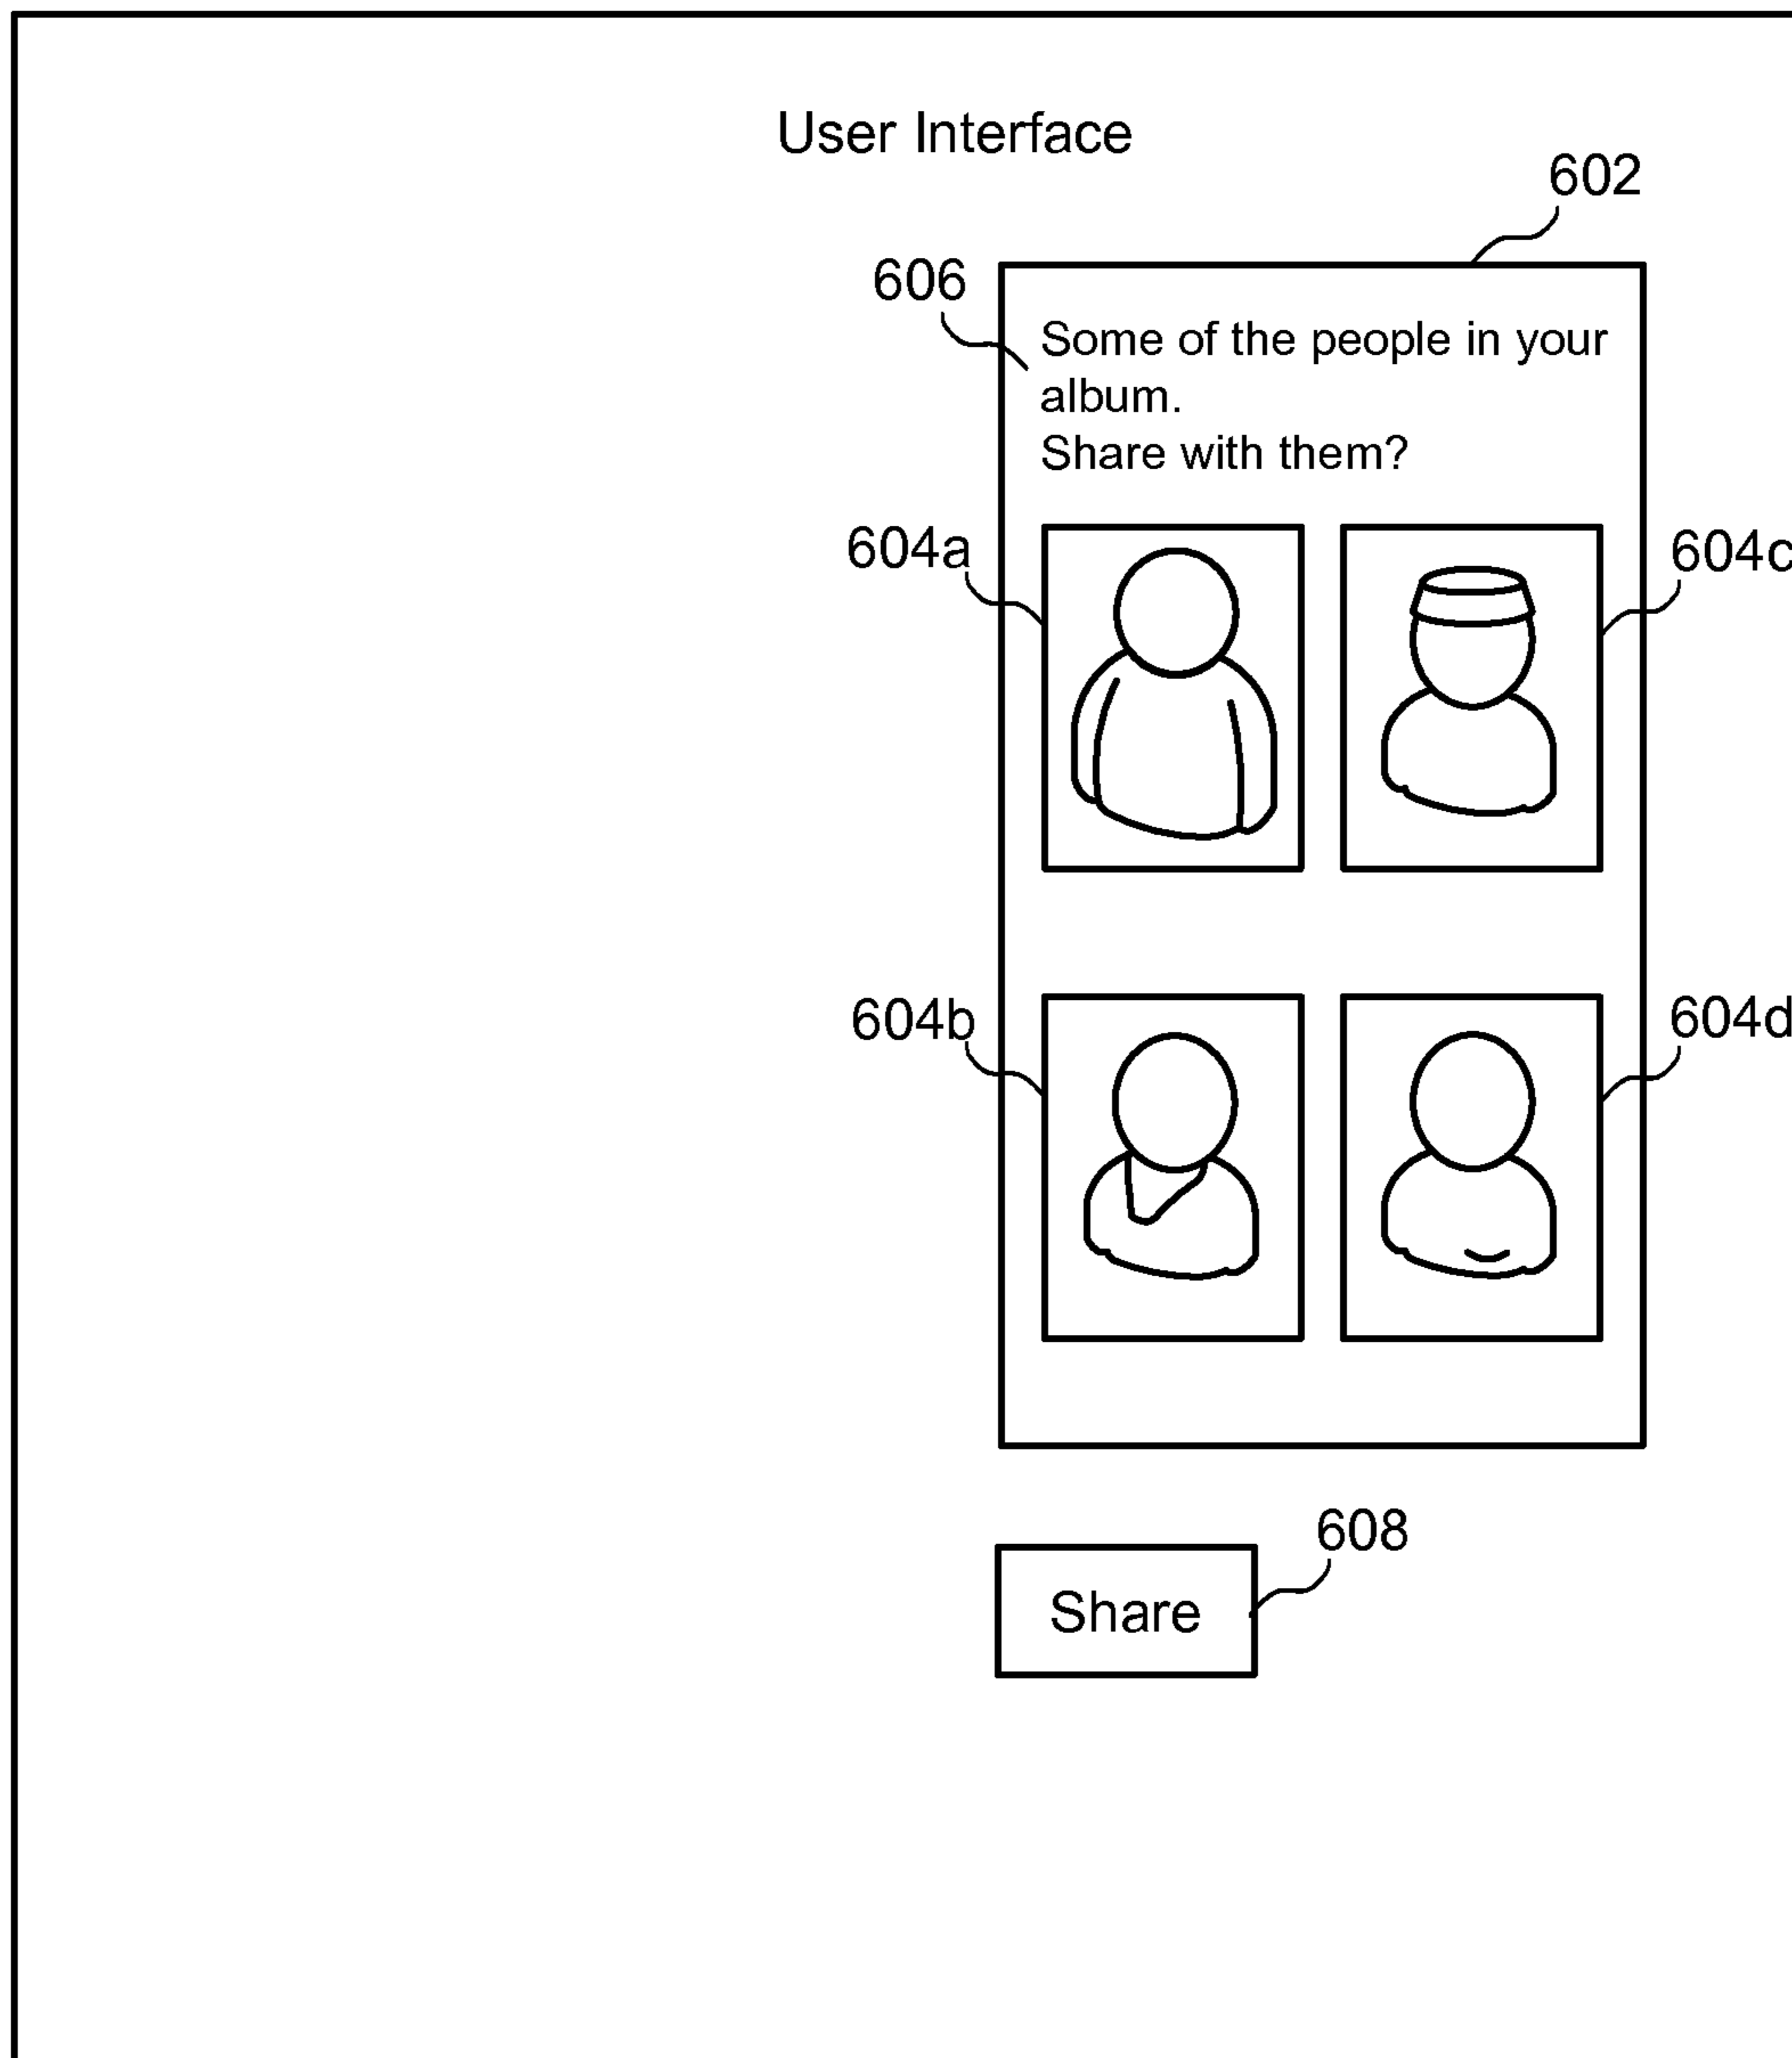 User Interface
602
606
Some of the people in your
album.
Share with them?
604a
604c
604b
604d
608
Share